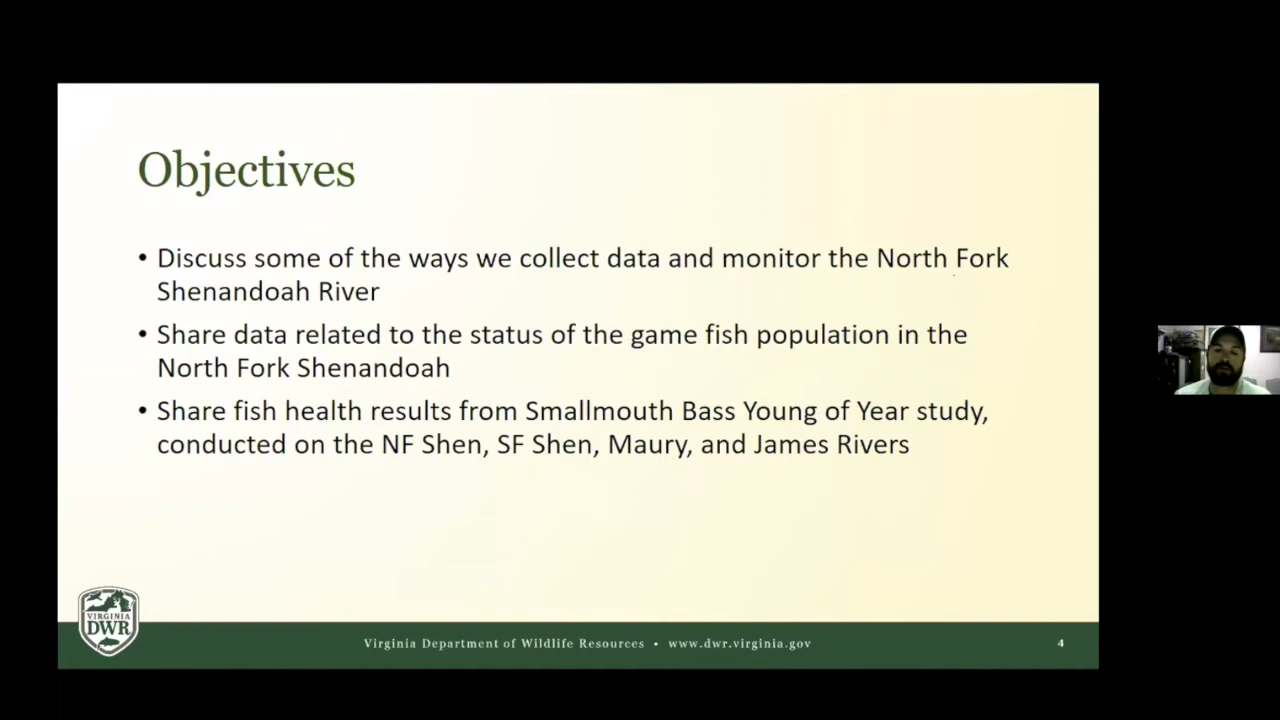 Objectives
• Discuss some of the ways we collect data and monitor the North Fork
Shenandoah River
• Share data related to the status of the game fish population in the
North Fork Shenandoah
• Share fish health results from Smallmouth Bass Young of Year study,
conducted on the NF Shen, SF Shen, Maury, and James Rivers
VIRGINIA
DWR
Virginia Department of Wildlife Resources • www.dwr.virginia.gov
4